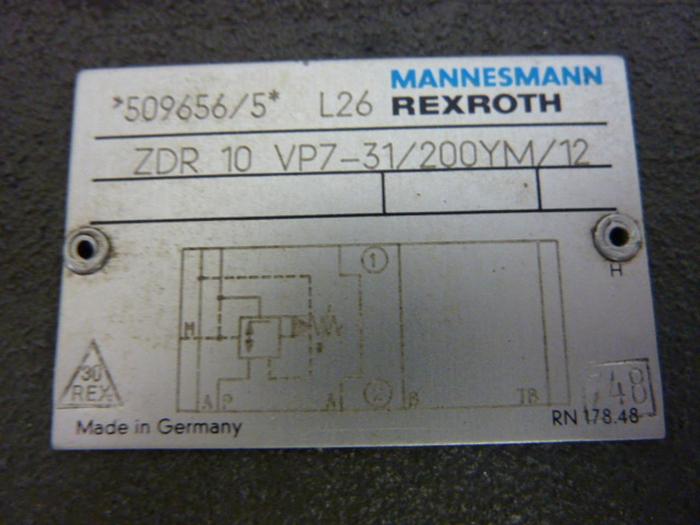 >509656/5* L26 MANNESMANN REXROTH
ZDR 10 VP7-31/200YM/12
1
M
H
30
REX
A P A 2 B TB
748
Made in Germany
RN 178.48